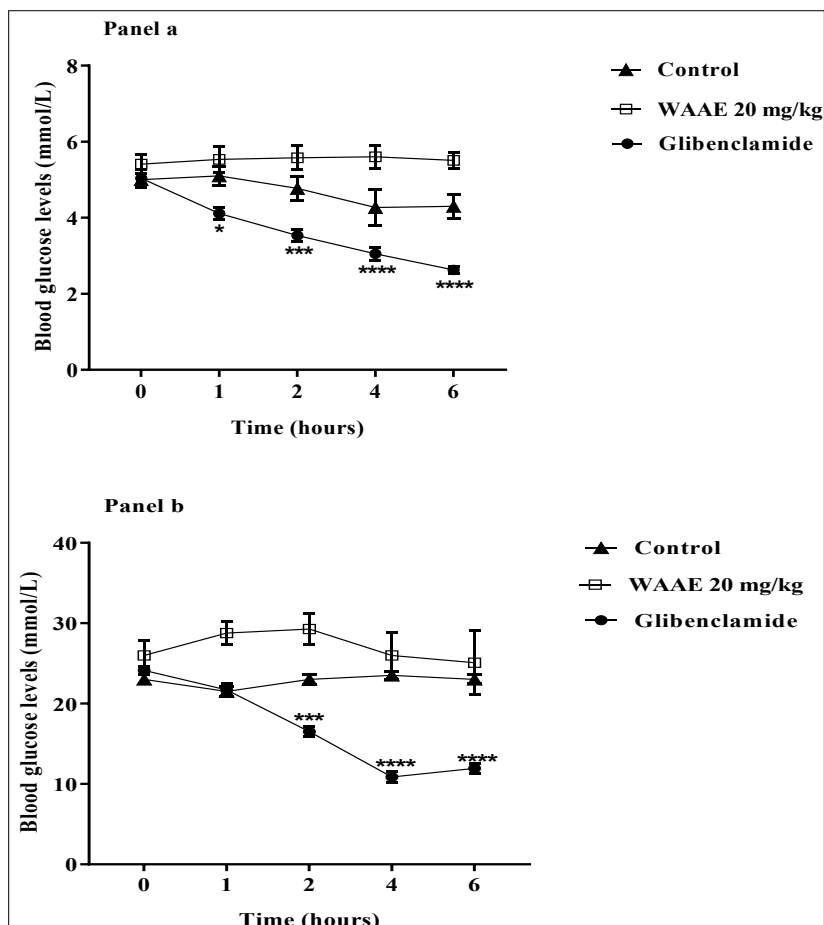 Panel a
Blood glucose levels (mmol/L)
8
6
4
2
0
*
***
****
****
0 1 2 4 6
Time (hours)
Control
WAAE 20 mg/kg
Glibenclamide
Panel b
Blood glucose levels (mmol/L)
40
30
20
10
0
***
****
****
0 1 2 4 6
Time (hours)
Control
WAAE 20 mg/kg
Glibenclamide